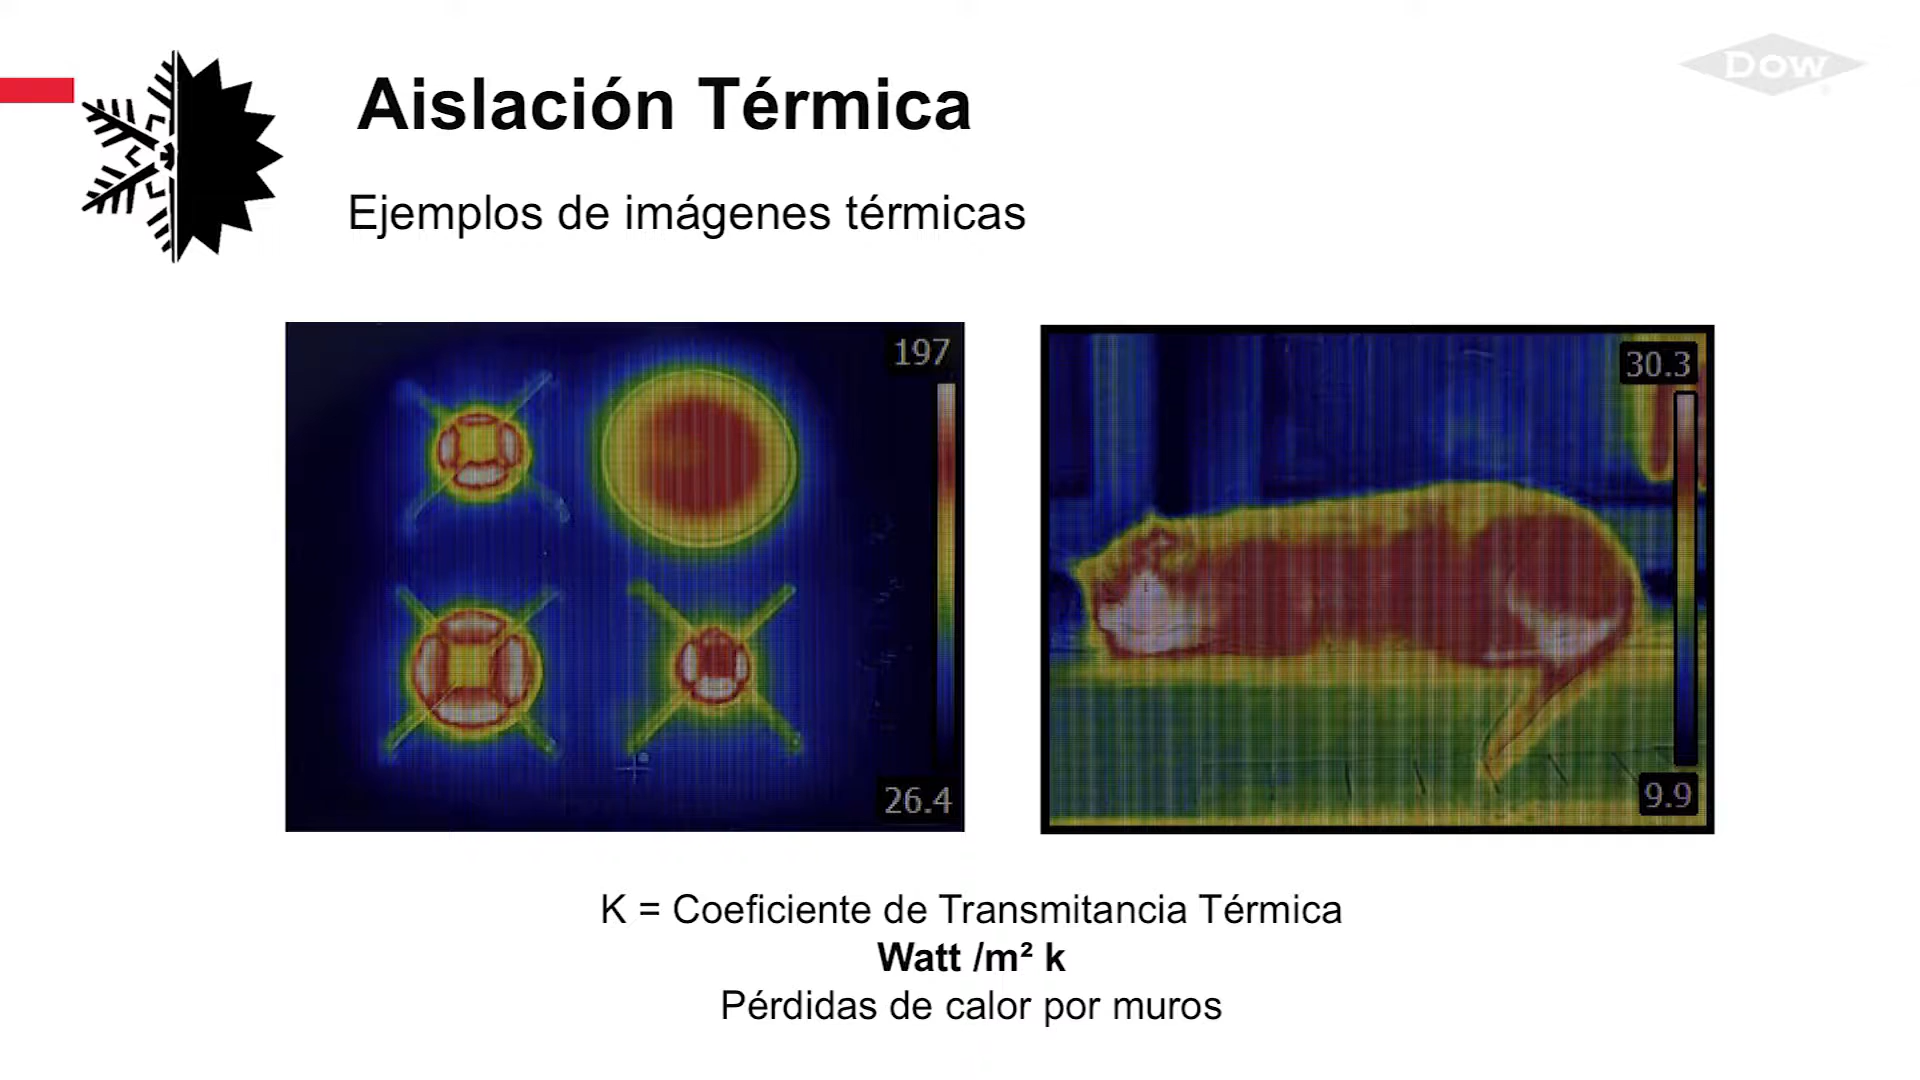 Dow
Aislación Térmica
Ejemplos de imágenes térmicas
197
26.4
30.3
9.9
K = Coeficiente de Transmitancia Térmica
Watt /m² k
Pérdidas de calor por muros